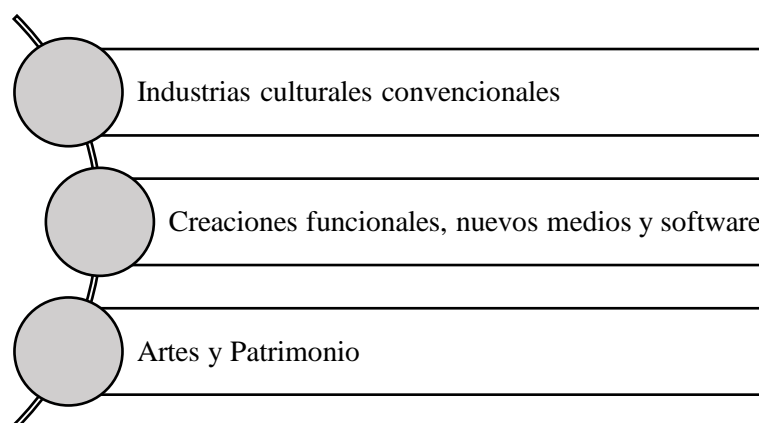 Industrias culturales convencionales
Creaciones funcionales, nuevos medios y software
Artes y Patrimonio